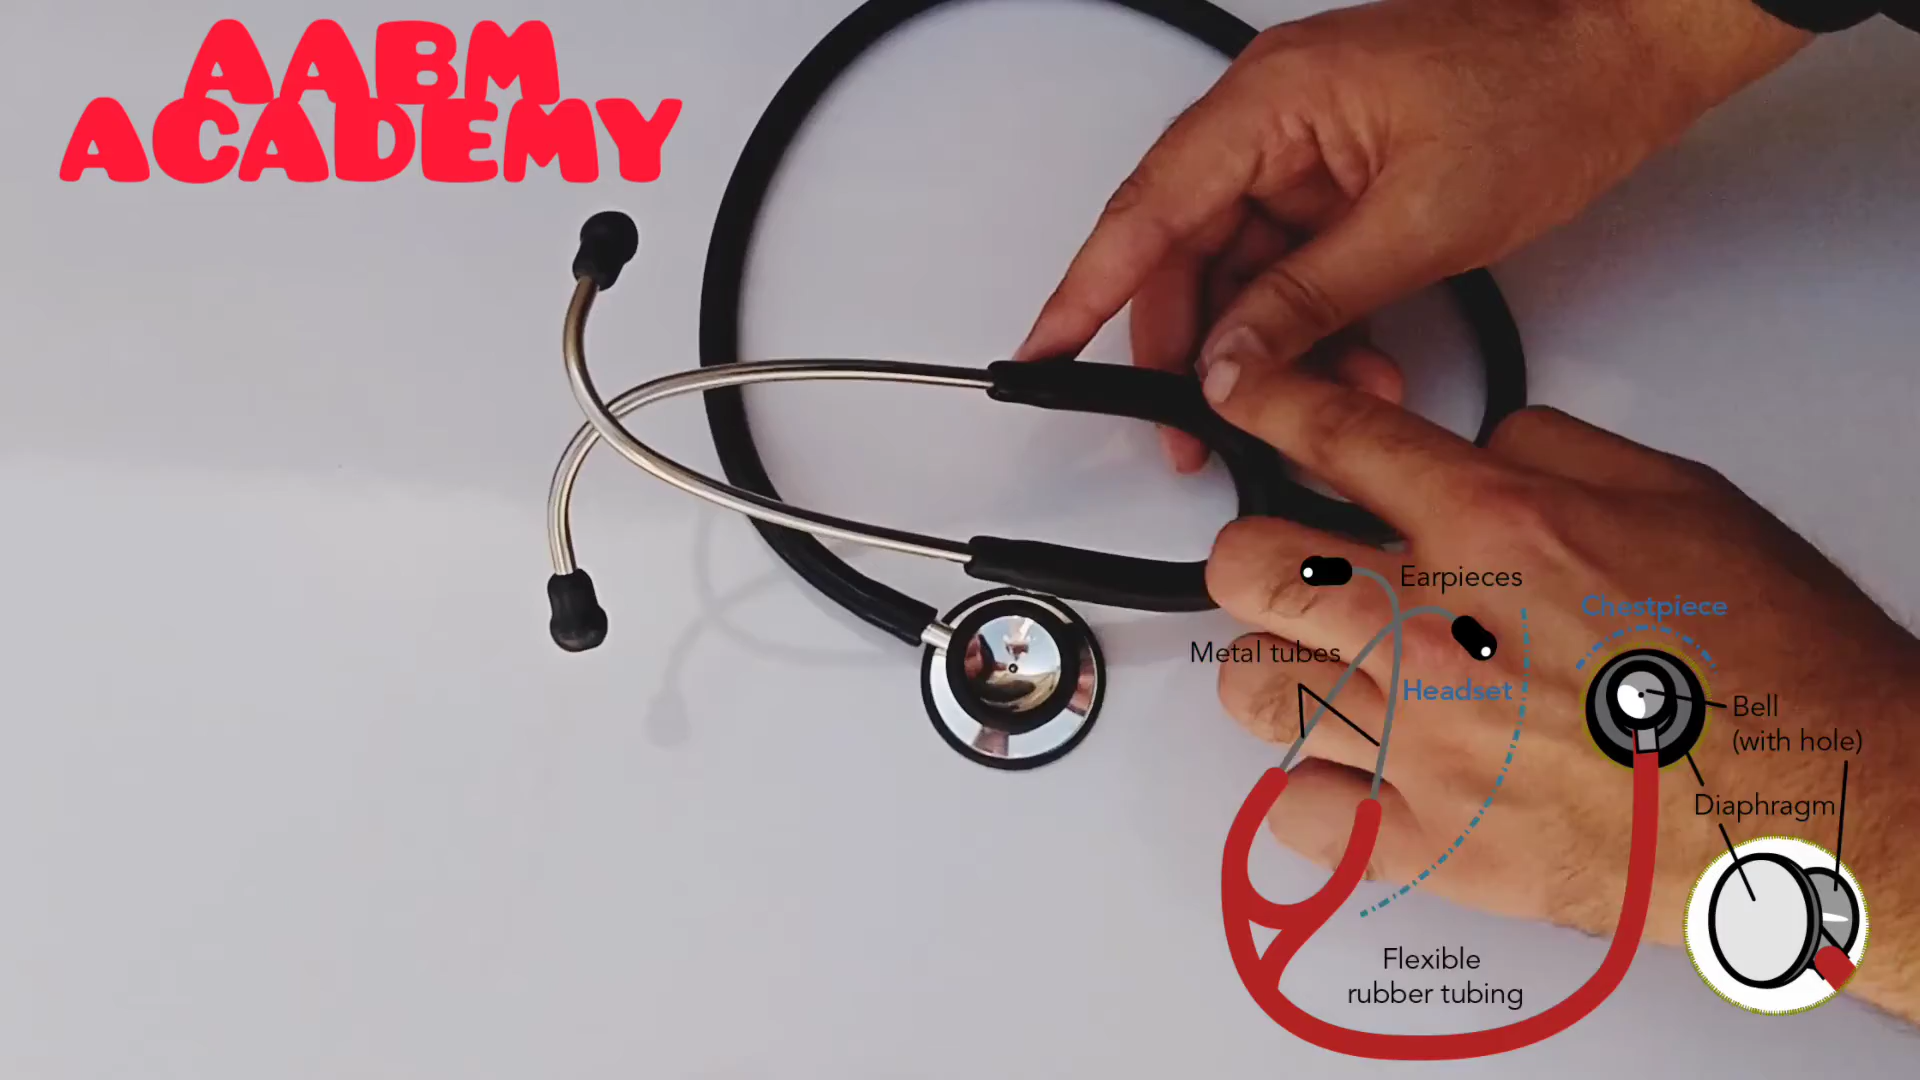 AABM
ACADEMY
Earpieces
Chestpiece
Metal tubes
Headset
Bell
(with hole)
Diaphragm
Flexible
rubber tubing